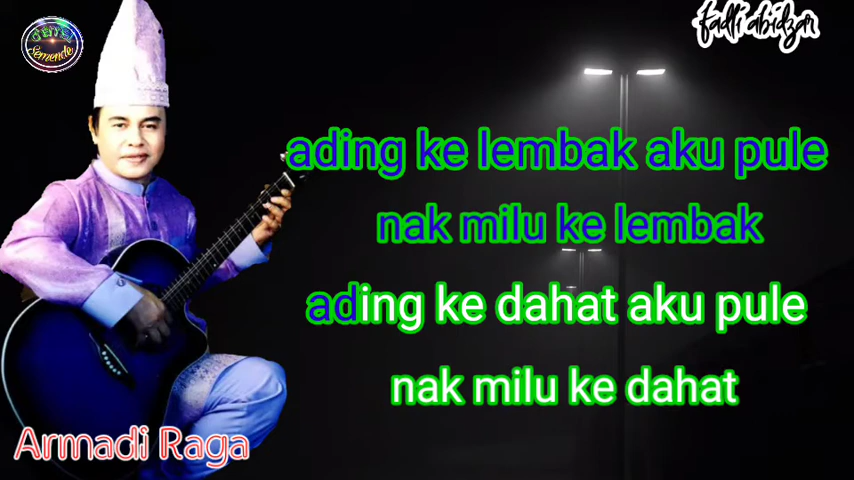 Semende
fadli abidzar
ading ke lembak aku pule
nak milu ke lembak
ading ke dahat aku pule
nak milu ke dahat
Armadi Raga